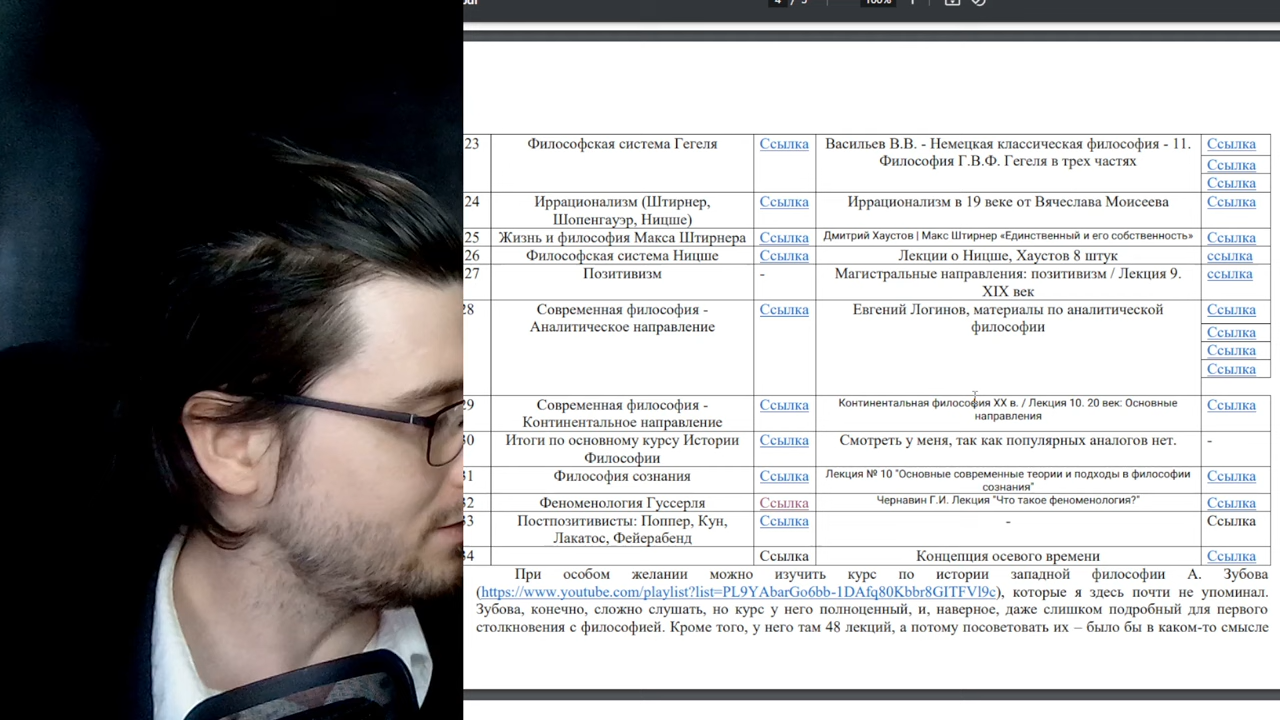 df
4 / 5 100%
23 Философская система Гегеля Ссылка Васильев В.В. - Немецкая классическая философия - 11. Ссылка
Философия Г.В.Ф. Гегеля в трех частях Ссылка
Ссылка
24 Иррационализм (Штирнер, Ссылка Иррационализм в 19 веке от Вячеслава Моисеева Ссылка
Шопенгауэр, Ницше)
25 Жизнь и философия Макса Штирнера Ссылка Дмитрий Хаустов | Макс Штирнер «Единственный и его собственность» Ссылка
26 Философская система Ницше Ссылка Лекции о Ницше, Хаустов 8 штук ссылка
27 Позитивизм - Магистральные направления: позитивизм / Лекция 9. ссылка
XIX век
28 Современная философия - Ссылка Евгений Логинов, материалы по аналитической Ссылка
Аналитическое направление философии Ссылка
Ссылка
Ссылка
29 Современная философия - Ссылка Континентальная философия XX в. / Лекция 10. 20 век: Основные Ссылка
Континентальное направление направления
30 Итоги по основному курсу Истории Ссылка Смотреть у меня, так как популярных аналогов нет. -
Философии
31 Философия сознания Ссылка Лекция № 10 "Основные современные теории и подходы в философии Ссылка
сознания"
32 Феноменология Гуссерля Ссылка Чернавин Г.И. Лекция "Что такое феноменология?" Ссылка
33 Постпозитивисты: Поппер, Кун, Ссылка - Ссылка
Лакатос, Фейерабенд
34 Ссылка Концепция осевого времени Ссылка
При особом желании можно изучить курс по истории западной философии А. Зубова
(https://www.youtube.com/playlist?list=PL9YAbarGo6bb-1DAfq80Kbbr8GITFVl9c), которые я здесь почти не упоминал.
Зубова, конечно, сложно слушать, но курс у него полноценный, и, наверное, даже слишком подробный для первого
столкновения с философией. Кроме того, у него там 48 лекций, а потому посоветовать их – было бы в каком-то смысле